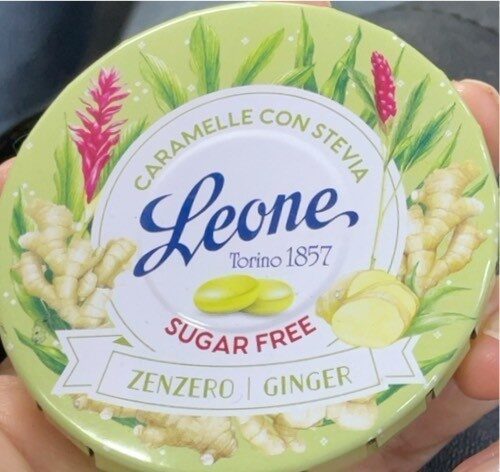 CARAMELLE CON STEVIA
Leone
Torino 1857
SUGAR FREE
ZENZERO | GINGER